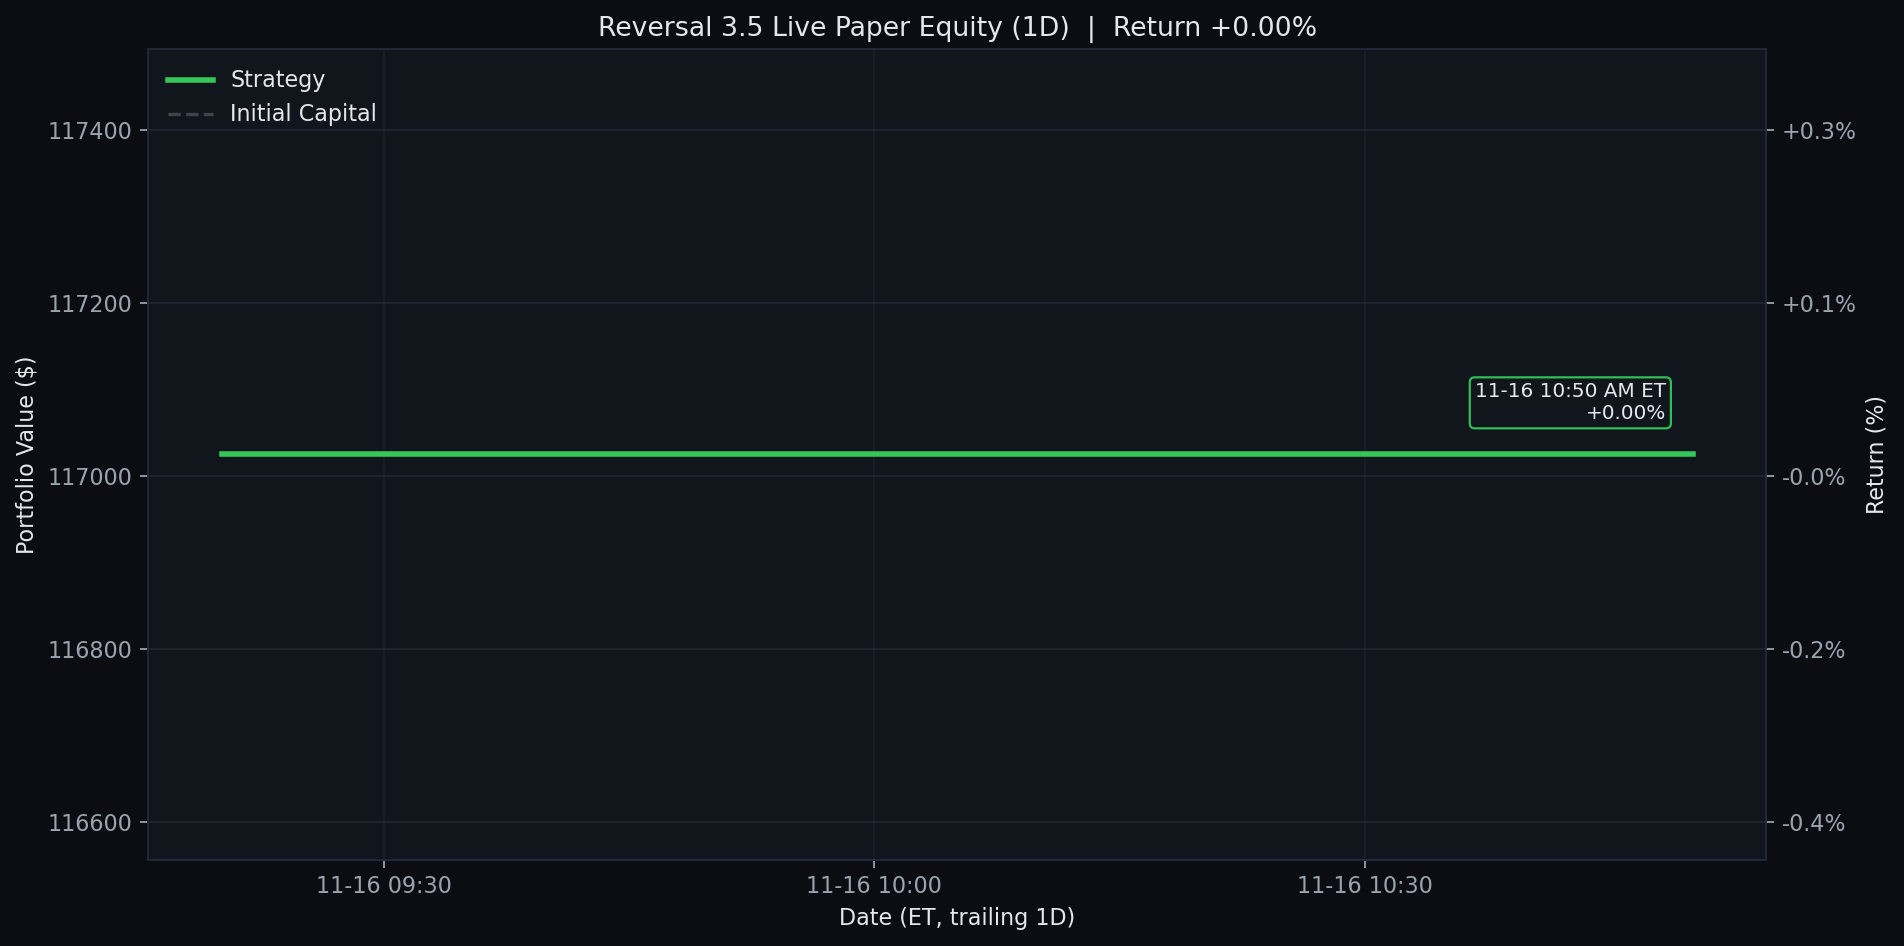 Reversal 3.5 Live Paper Equity (1D) | Return +0.00%
Strategy
Initial Capital
117400
117200
117000
116800
116600
Portfolio Value ($)
+0.3%
+0.1%
-0.0%
-0.2%
-0.4%
Return (%)
11-16 10:50 AM ET
+0.00%
11-16 09:30
11-16 10:00
11-16 10:30
Date (ET, trailing 1D)